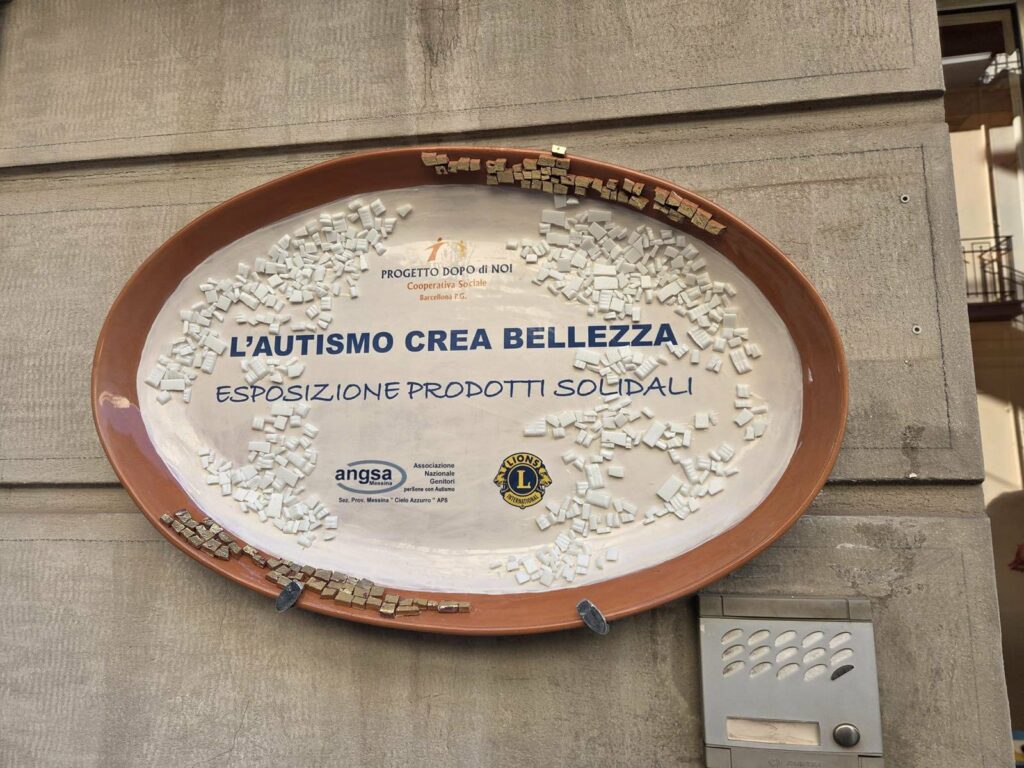 PROGETTO DOPO di NOI
Cooperativa Sociale
Barcellona P.G.
L'AUTISMO CREA BELLEZZA
ESPOSIZIONE PRODOTTI SOLIDALI
angsa
Messina
Associazione
Nazionale
Genitori
perSone con Autismo
Sez. Prov. Messina " Cielo Azzurro " APS
LIONS
L
INTERNATIONAL